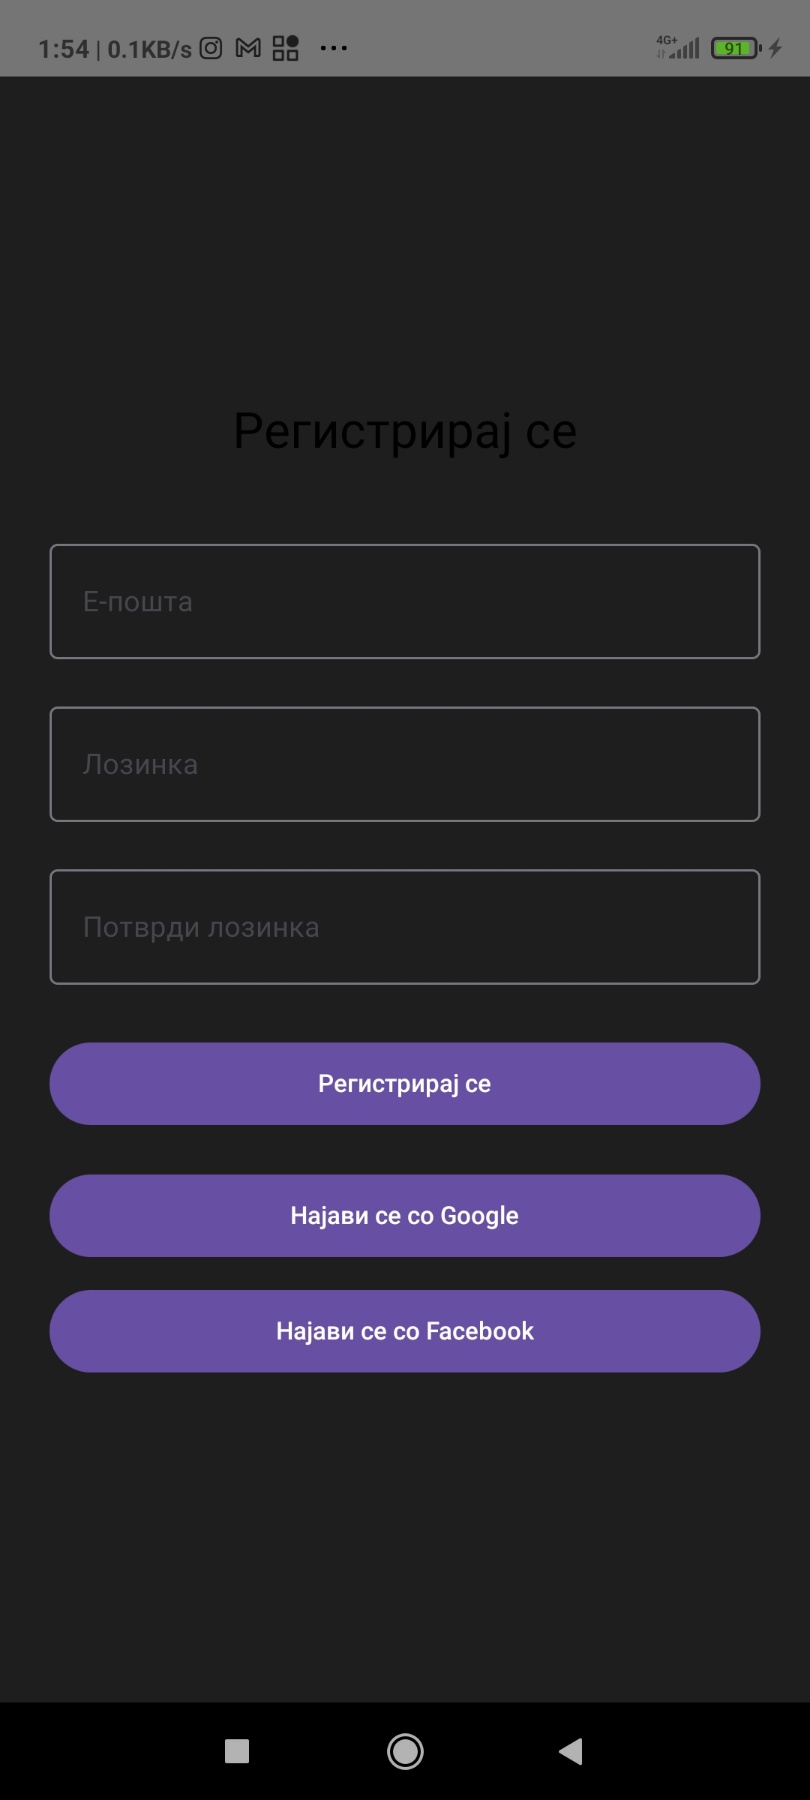 1:54 | 0.1KB/s 4G+ 91
Регистрирај се
Е-пошта
Лозинка
Потврди лозинка
Регистрирај се
Најави се со Google
Најави се со Facebook